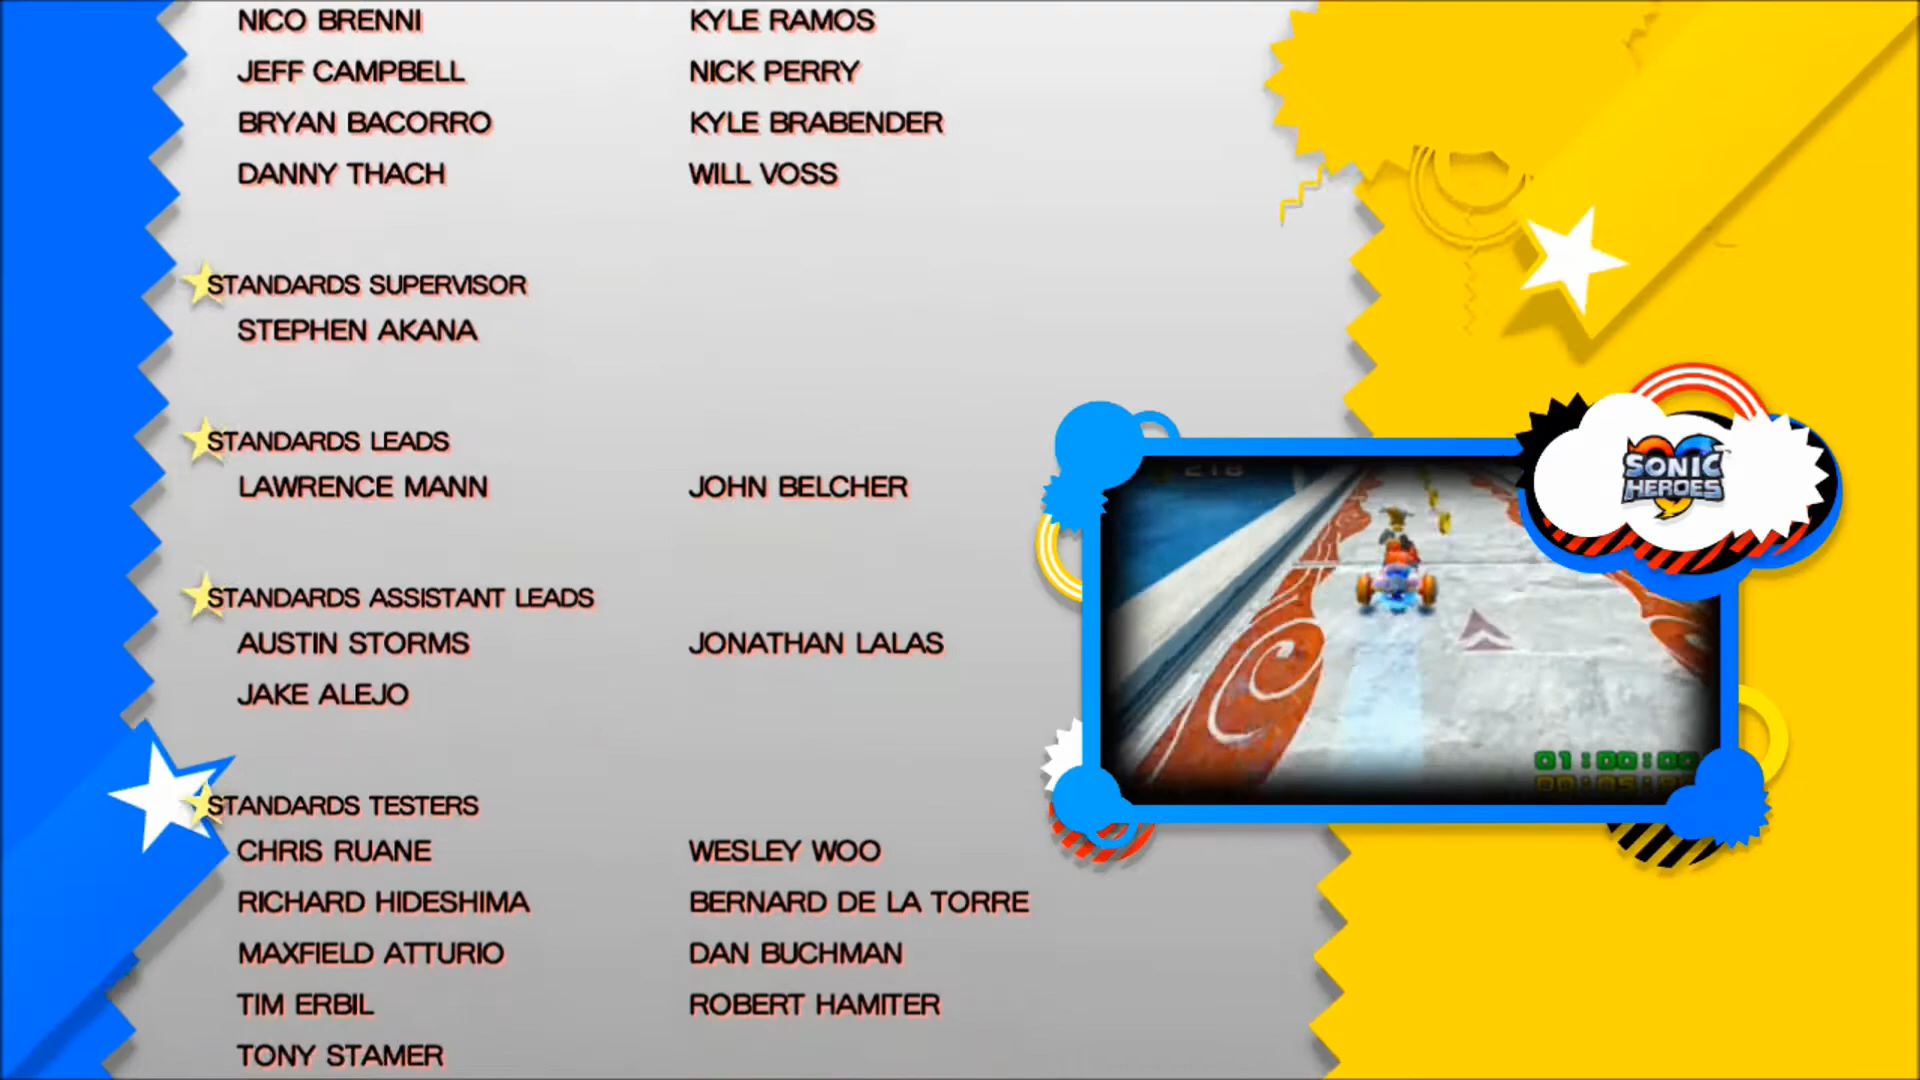 NICO BRENNI KYLE RAMOS
JEFF CAMPBELL NICK PERRY
BRYAN BACORRO KYLE BRABENDER
DANNY THACH WILL VOSS
STANDARDS SUPERVISOR
STEPHEN AKANA
STANDARDS LEADS
LAWRENCE MANN JOHN BELCHER
218
SONIC
HEROES
STANDARDS ASSISTANT LEADS
AUSTIN STORMS JONATHAN LALAS
JAKE ALEJO
01:00:00
STANDARDS TESTERS
CHRIS RUANE WESLEY WOO
RICHARD HIDESHIMA BERNARD DE LA TORRE
MAXFIELD ATTURIO DAN BUCHMAN
TIM ERBIL ROBERT HAMITER
TONY STAMER